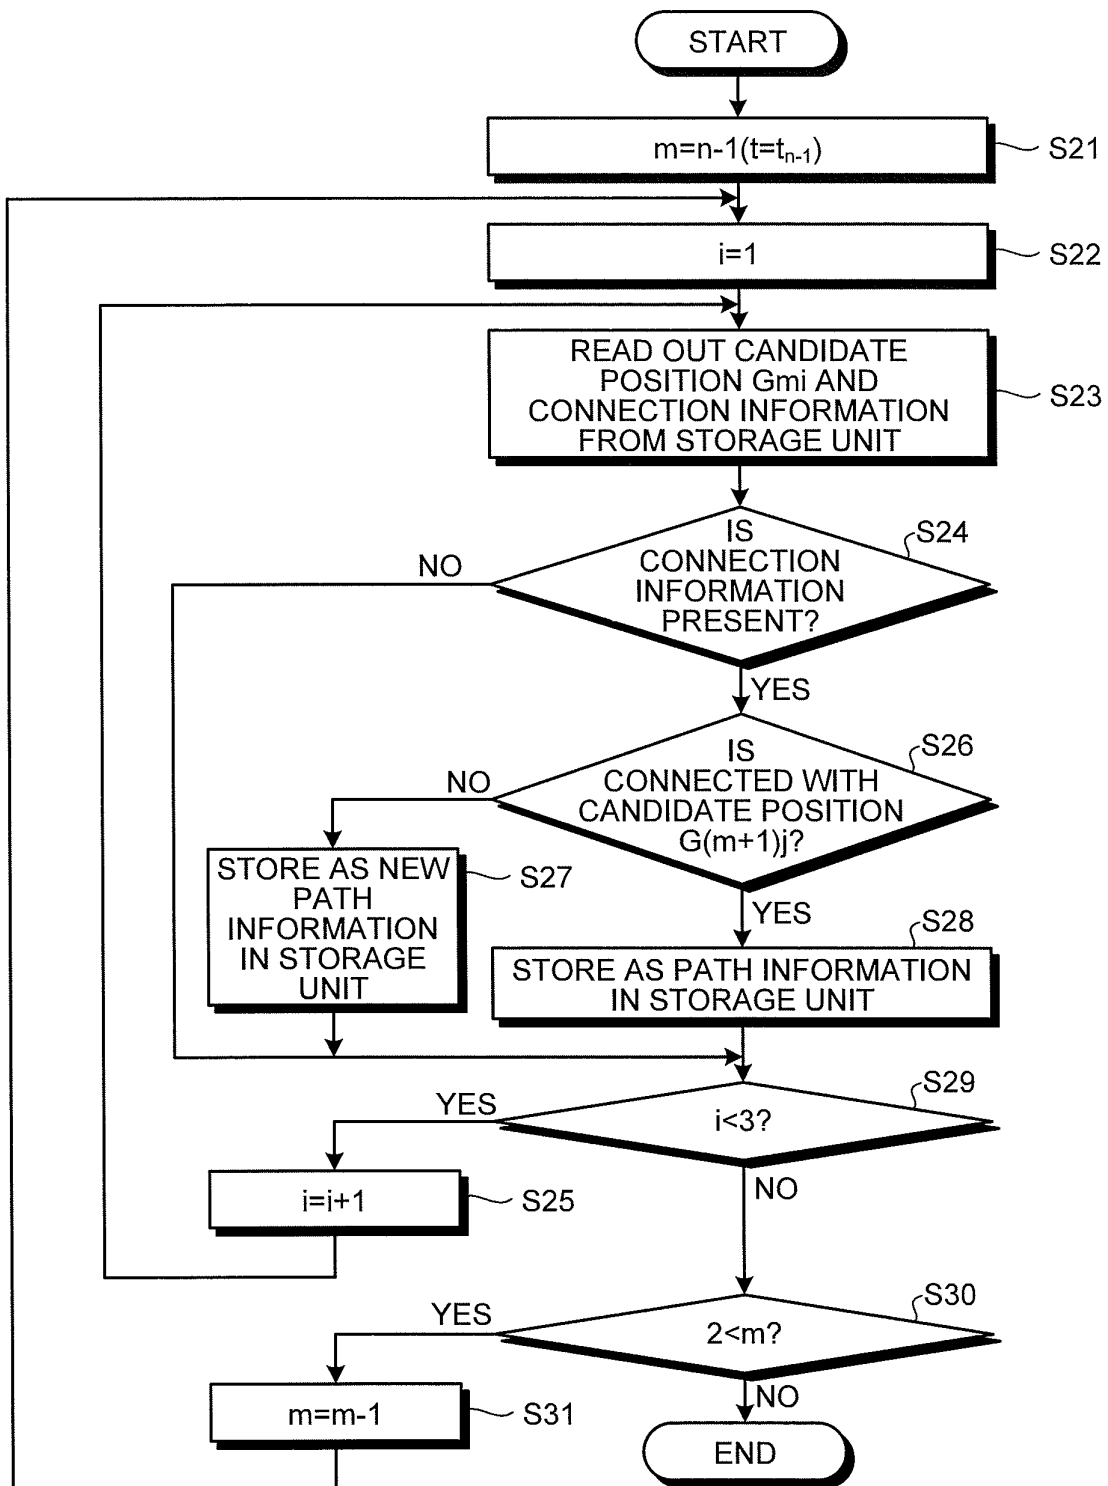 START
m=n-1(t=tn-1)
S21
i=1
S22
READ OUT CANDIDATE
POSITION Gmi AND
CONNECTION INFORMATION
FROM STORAGE UNIT
S23
IS
CONNECTION
INFORMATION
PRESENT?
S24
NO
YES
IS
CONNECTED WITH
CANDIDATE POSITION
G(m+1)j?
S26
NO
YES
STORE AS NEW
PATH
INFORMATION
IN STORAGE
UNIT
S27
S28
STORE AS PATH INFORMATION
IN STORAGE UNIT
S29
YES
i<3?
NO
i=i+1
S25
S30
YES
2<m?
NO
m=m-1
S31
END